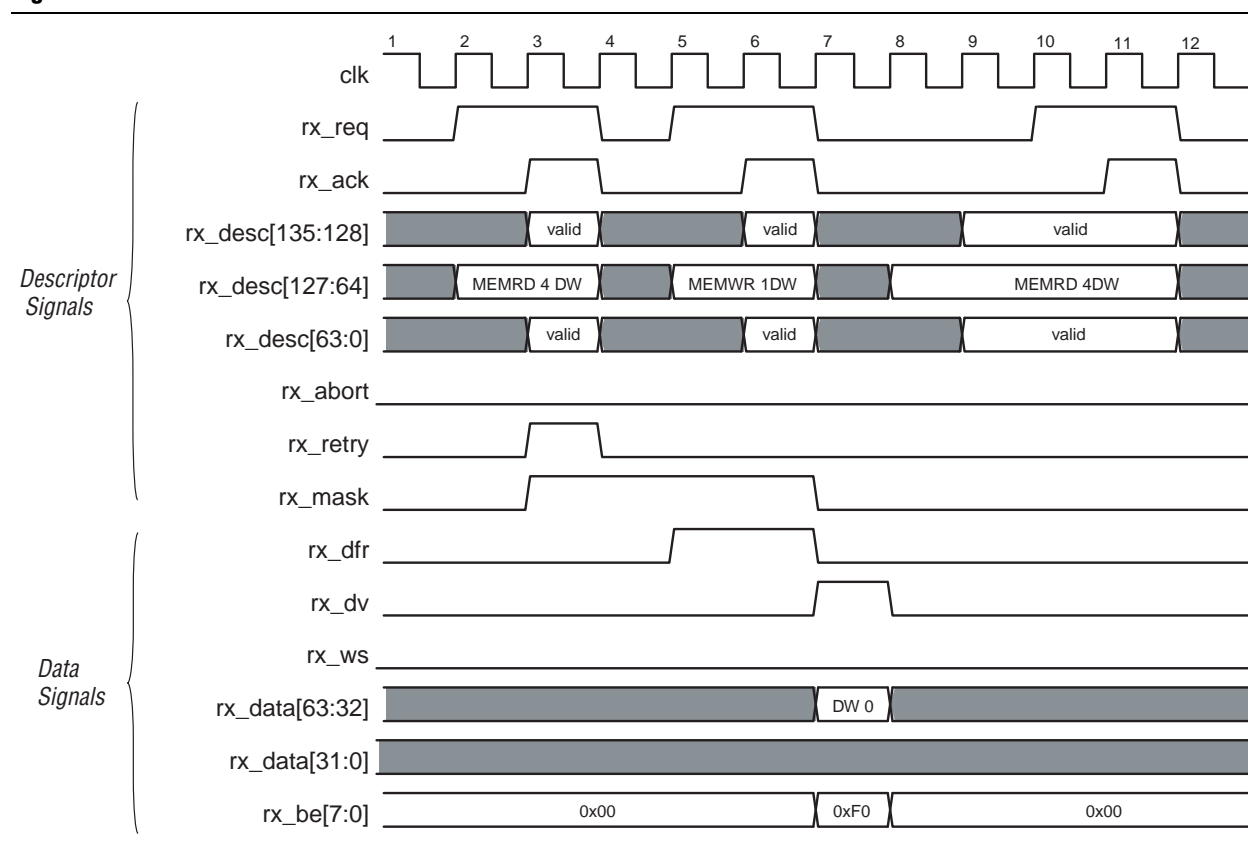 1 2 3 4 5 6 7 8 9 10 11 12
clk
rx_req
rx_ack
rx_desc[135:128] valid valid valid
Descriptor
Signals
rx_desc[127:64] MEMRD 4 DW MEMWR 1DW MEMRD 4DW
rx_desc[63:0] valid valid valid
rx_abort
rx_retry
rx_mask
rx_dfr
rx_dv
rx_ws
Data
Signals
rx_data[63:32] DW 0
rx_data[31:0]
rx_be[7:0] 0x00 0xF0 0x00